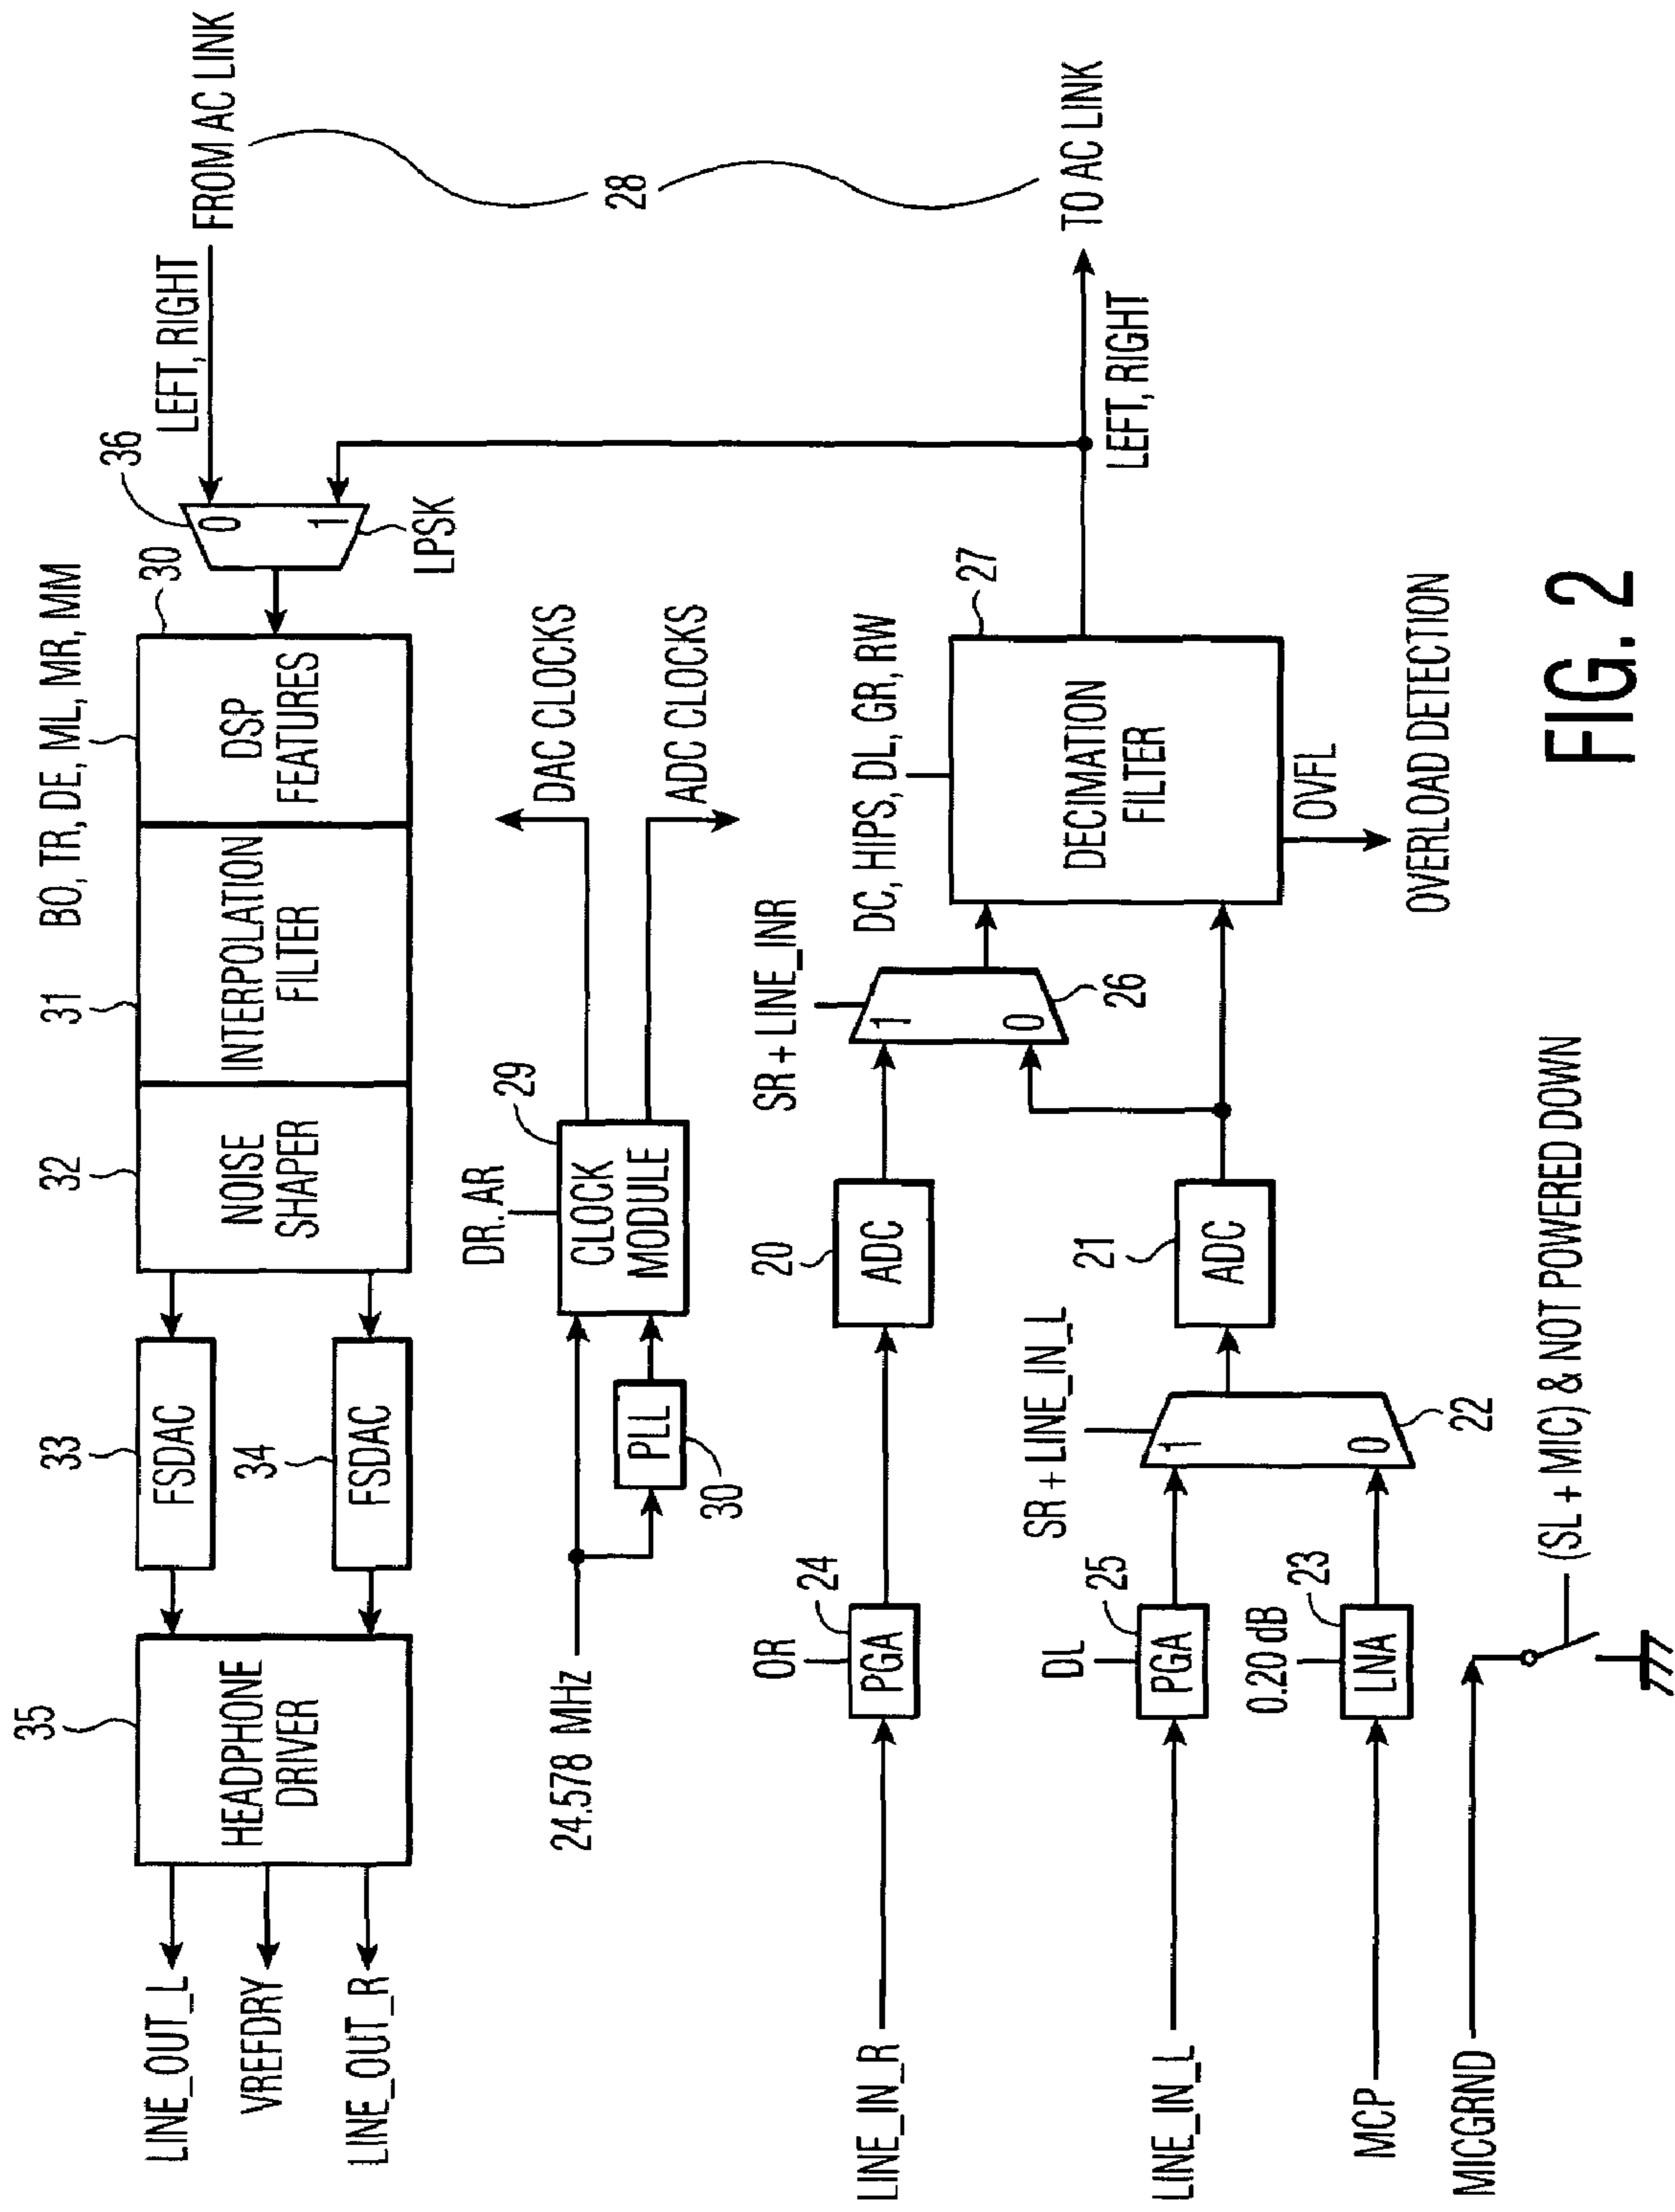 35
33
32
31
BO, TR, DE, ML, MR, MM
30
36
LINE_OUT_L
VREFDRY
LINE_OUT_R
HEADPHONE
DRIVER
FSDAC
34
FSDAC
NOISE
SHAPER
INTERPOLATION
FILTER
DSP
FEATURES
0
1
LPSK
LEFT, RIGHT
FROM AC LINK
28
24.578 MHz
PLL
30
DR. AR
29
CLOCK
MODULE
DAC CLOCKS
ADC CLOCKS
LINE_IN_R
OR
24
PGA
20
ADC
SR + LINE_INR
1
0
26
DC, HIPS, DL, GR, RW
27
DECIMATION
FILTER
OVFL
OVERLOAD DETECTION
LEFT, RIGHT
TO AC LINK
LINE_IN_L
DL
25
PGA
SR + LINE_IN_L
1
0
22
21
ADC
MCP
0.20 dB
23
LNA
MICGRND
(SL + MIC) & NOT POWERED DOWN
FIG. 2